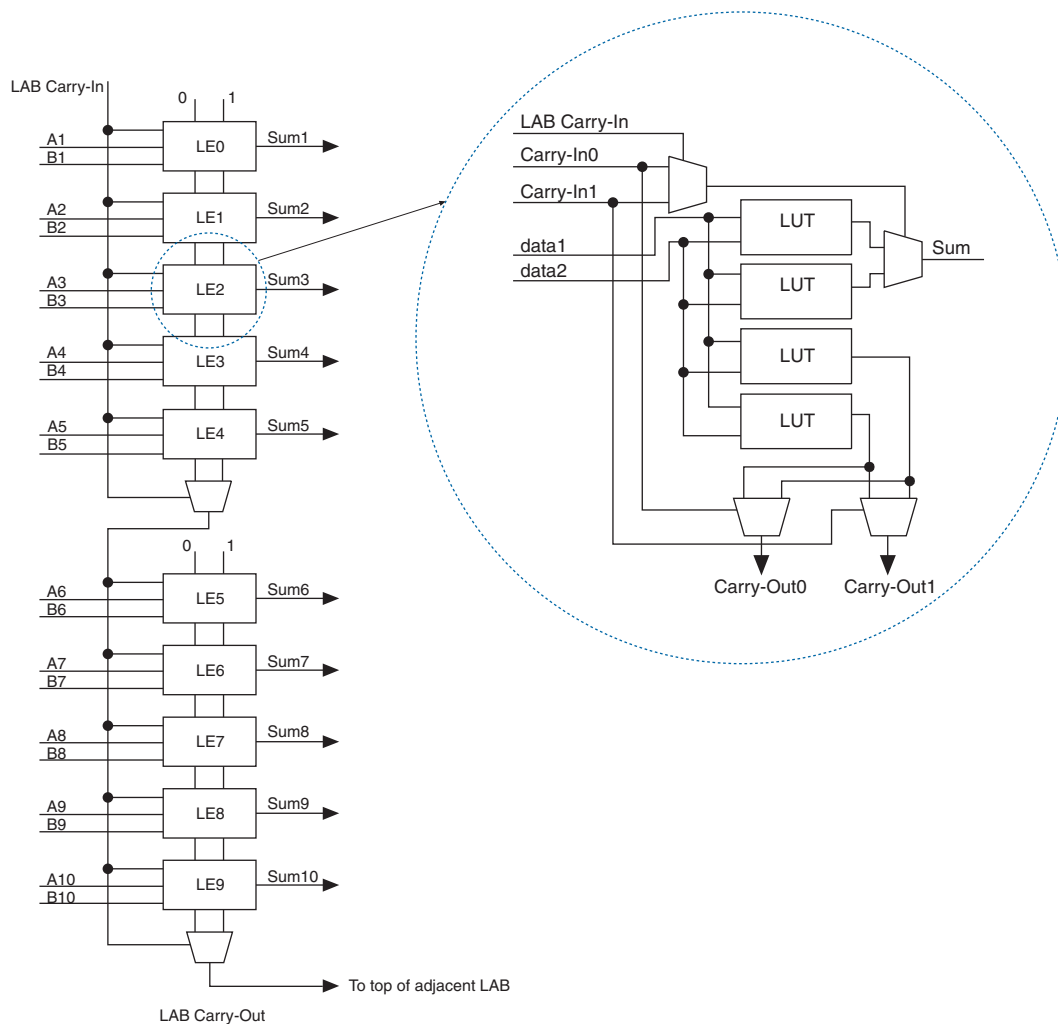 LAB Carry-In
0 1
A1
B1
LE0
Sum1
A2
B2
LE1
Sum2
A3
B3
LE2
Sum3
A4
B4
LE3
Sum4
A5
B5
LE4
Sum5
0 1
A6
B6
LE5
Sum6
A7
B7
LE6
Sum7
A8
B8
LE7
Sum8
A9
B9
LE8
Sum9
A10
B10
LE9
Sum10
To top of adjacent LAB
LAB Carry-Out
LAB Carry-In
Carry-In0
Carry-In1
data1
data2
LUT
LUT
LUT
LUT
Sum
Carry-Out0
Carry-Out1